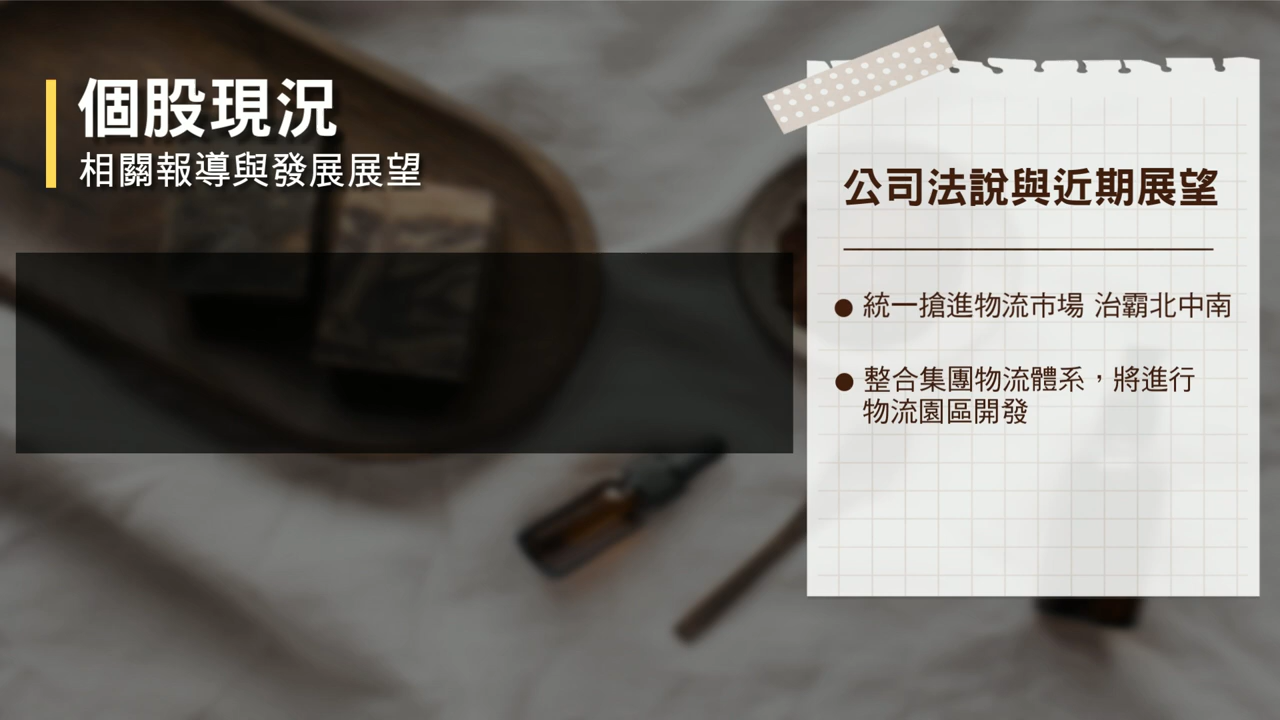 個股現況
相關報導與發展展望
公司法說與近期展望
● 統一搶進物流市場 治霸北中南
● 整合集團物流體系，將進行
物流園區開發